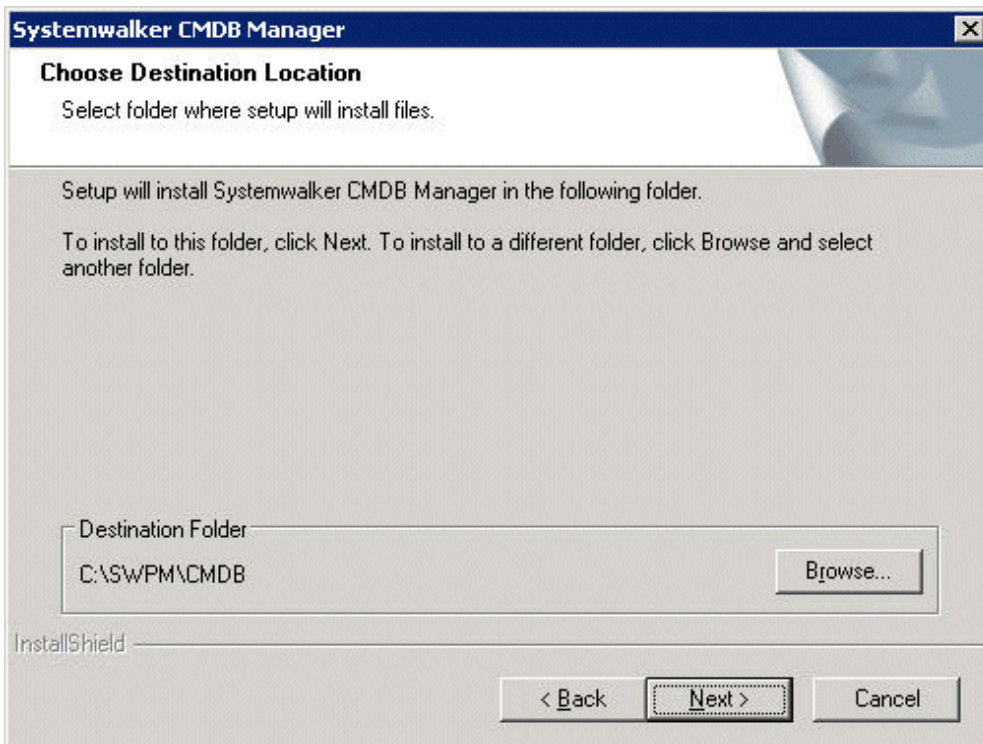 Systemwalker CMDB Manager
Choose Destination Location
Select folder where setup will install files.
Setup will install Systemwalker CMDB Manager in the following folder.
To install to this folder, click Next. To install to a different folder, click Browse and select
another folder.
Destination Folder
C:\SWPM\CMDB
Browse...
InstallShield
< Back
Next >
Cancel